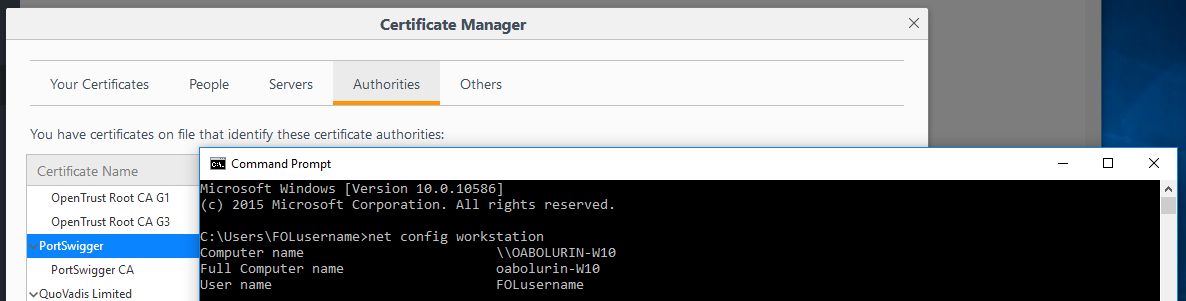 Certificate Manager
Your Certificates People Servers Authorities Others
You have certificates on file that identify these certificate authorities:
Certificate Name
OpenTrust Root CA G1
OpenTrust Root CA G3
PortSwigger
PortSwigger CA
QuoVadis Limited
Command Prompt
Microsoft Windows [Version 10.0.10586]
(c) 2015 Microsoft Corporation. All rights reserved.
C:\Users\FOLusername>net config workstation
Computer name \\OABOLURIN-W10
Full Computer name oabolurin-W10
User name FOLusername